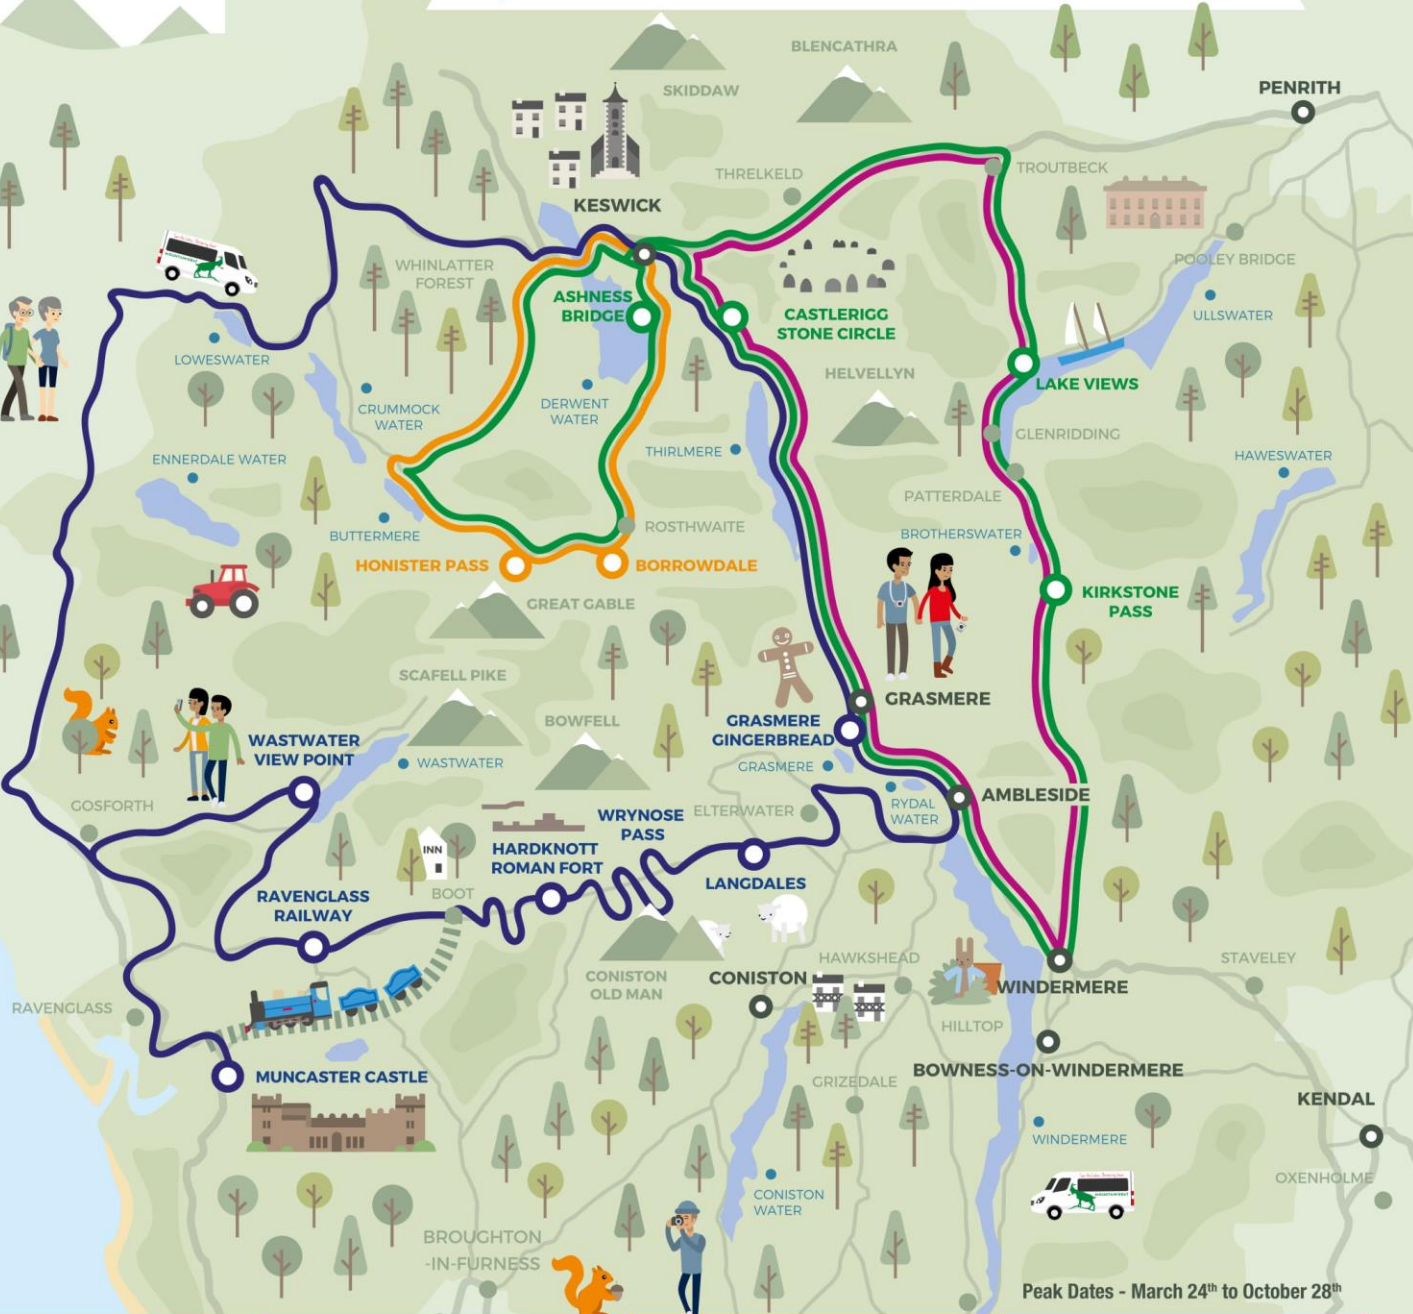 BLENCATHRA
SKIDDAW
PENRITH
THRELKELD
TROUTBECK
KESWICK
POOLEY BRIDGE
WHINLATTER
FOREST
ASHNESS
BRIDGE
CASTLERIGG
STONE CIRCLE
ULLSWATER
LOWESWATER
HELVELLYN
LAKE VIEWS
CRUMMOCK
WATER
DERWENT
WATER
GLENRIDDING
THIRLMERE
ENNERDALE WATER
HAWESWATER
PATTERDALE
BUTTERMERE
ROSTHWAITE
BROTHERSWATER
HONISTER PASS
BORROWDALE
KIRKSTONE
PASS
GREAT GABLE
SCAFELL PIKE
GRASMERE
BOWFELL
GRASMERE
GINGERBREAD
WASTWATER
VIEW POINT
WASTWATER
GRASMERE
GOSFORTH
AMBLESIDE
RYDAL
WATER
ELTERWATER
WRYNOSE
PASS
HARDKNOTT
ROMAN FORT
INN
LANGDALES
BOOT
RAVENGLASS
RAILWAY
HAWKSHEAD
STAVELEY
CONISTON
OLD MAN
CONISTON
WINDERMERE
RAVENGLASS
HILLTOP
BOWNESS-ON-WINDERMERE
MUNCASTER CASTLE
GRIZEDALE
KENDAL
WINDERMERE
OXENHOLME
CONISTON
WATER
BROUGHTON
-IN-FURNESS
Peak Dates - March 24th to October 28th